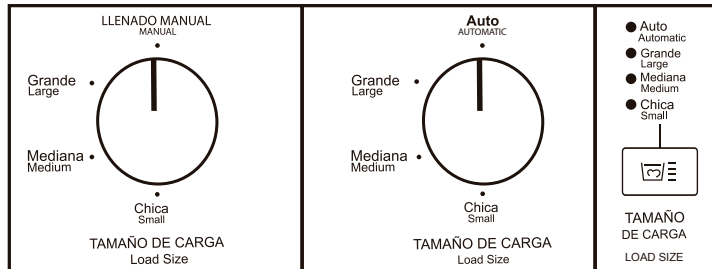 LLENADO MANUAL
MANUAL
Grande
Large
Mediana
Medium
Chica
Small
TAMAÑO DE CARGA
Load Size
Auto
AUTOMATIC
Grande
Large
Mediana
Medium
Chica
Small
TAMAÑO DE CARGA
Load Size
Auto
Automatic
Grande
Large
Mediana
Medium
Chica
Small
TAMAÑO
DE CARGA
LOAD SIZE